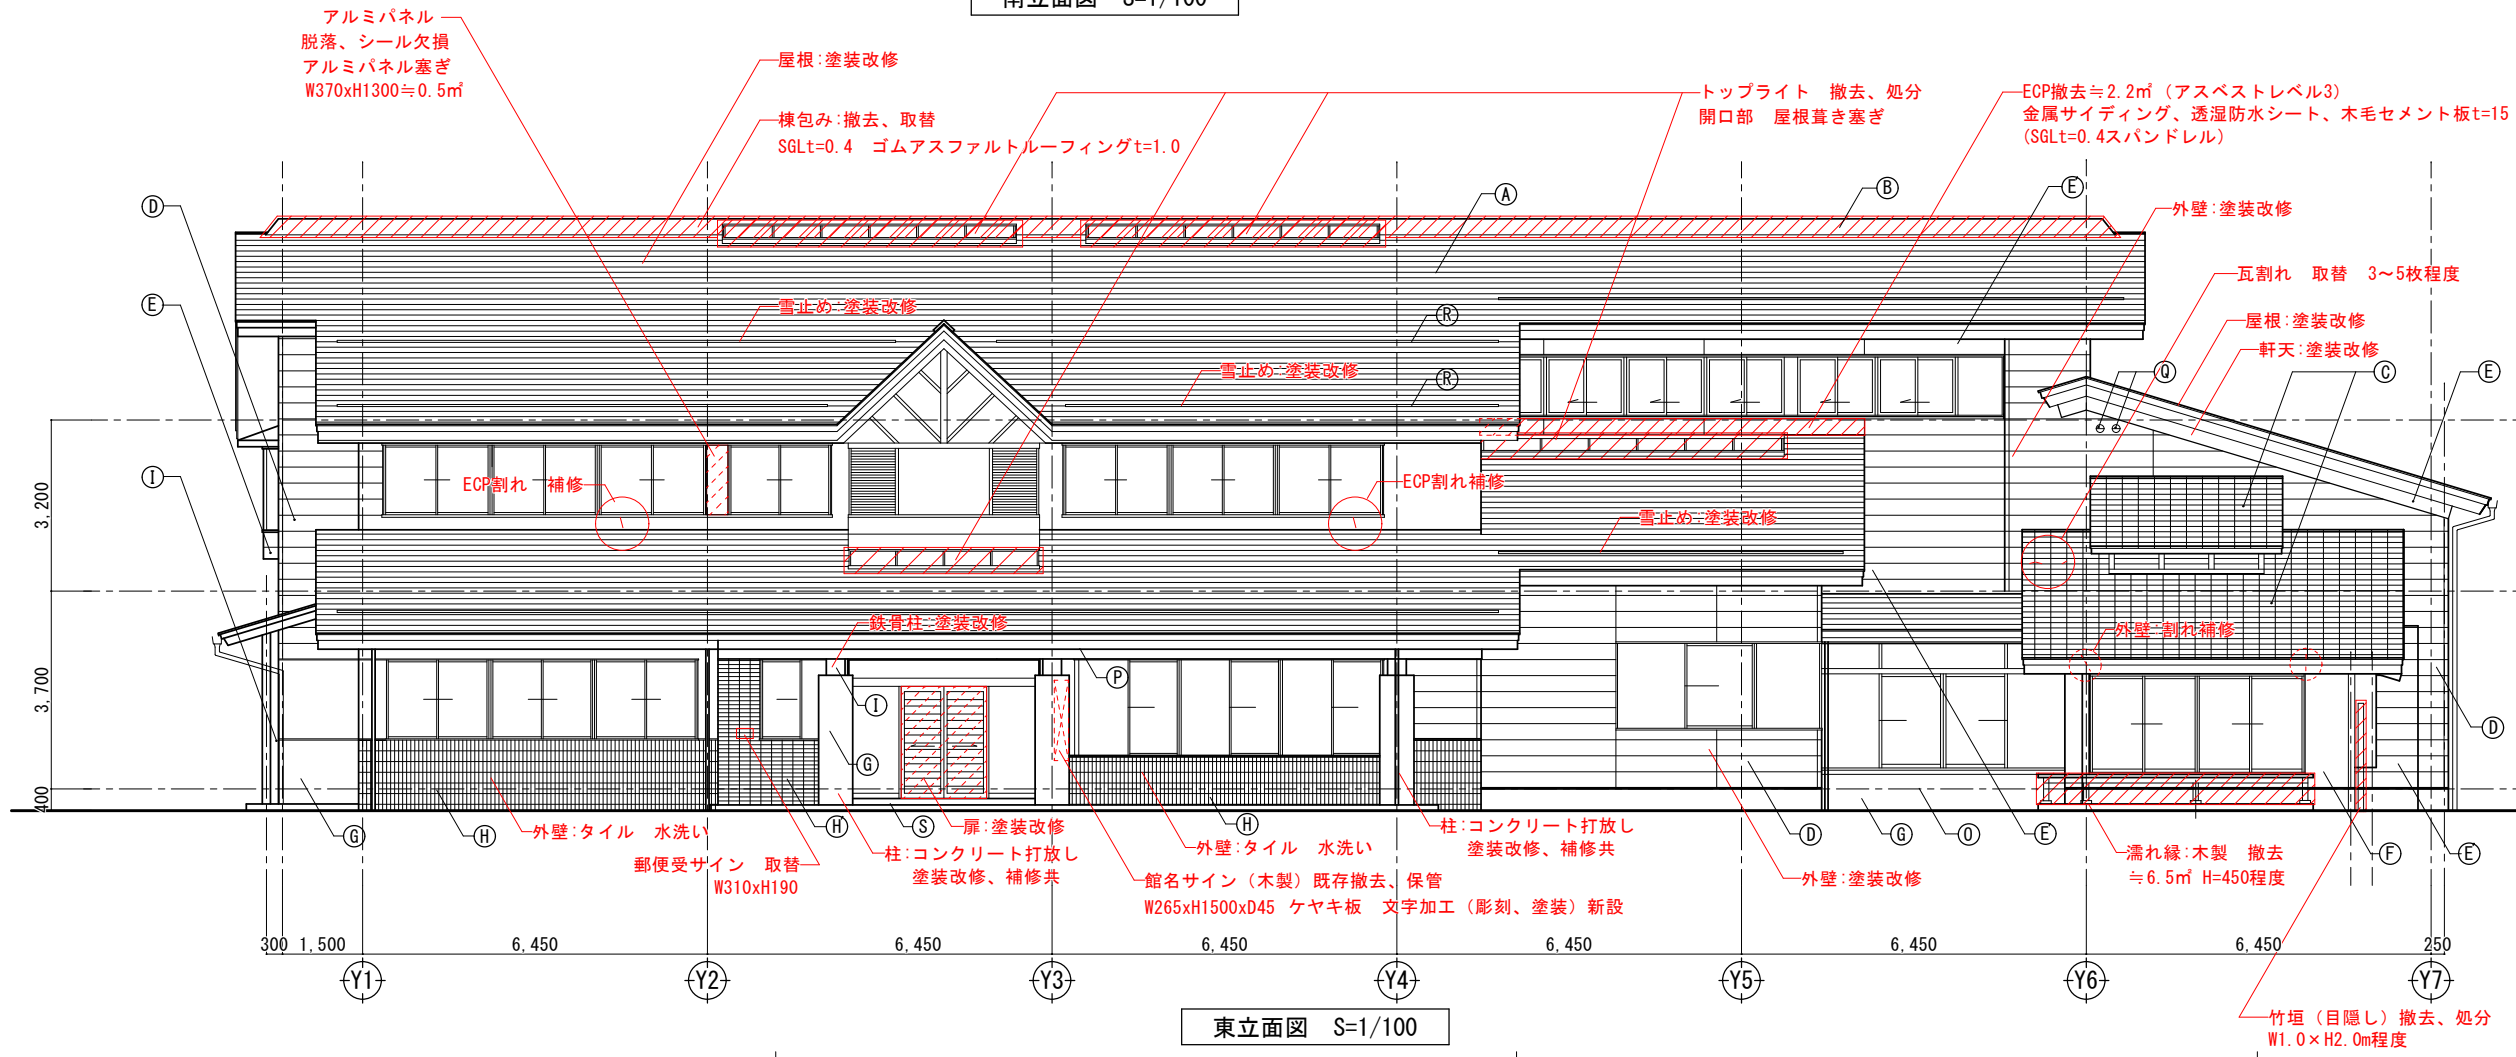 南立面図　S=1/100
アルミパネル
脱落、シール欠損
アルミパネル塞ぎ
W370xH1300≒0.5㎡
屋根:塗装改修
棟包み:撤去、取替
SGLt=0.4　ゴムアスファルトルーフィングt=1.0
トップライト　撤去、処分
開口部　屋根葺き塞ぎ
ECP撤去≒2.2㎡（アスベストレベル3）
金属サイディング、透湿防水シート、木毛セメント板t=15
(SGLt=0.4スパンドレル)
Ⓐ
Ⓑ
Ⓔ
Ⓓ
外壁:塗装改修
瓦割れ　取替　3〜5枚程度
Ⓔ
雪止め:塗装改修
Ⓡ
屋根:塗装改修
軒天:塗装改修
雪止め:塗装改修
Ⓡ
Ⓠ
Ⓒ
Ⓔ
Ⓘ
ECP割れ　補修
ECP割れ補修
3,200
雪止め:塗装改修
鉄骨柱:塗装改修
外壁:割れ補修
3,700
Ⓟ
Ⓘ
Ⓓ
Ⓖ
Ⓓ
400
Ⓖ
Ⓗ
外壁:タイル　水洗い
Ⓗ
Ⓢ
扉:塗装改修
Ⓗ
柱:コンクリート打放し
塗装改修、補修共
Ⓓ
Ⓖ
Ⓞ
Ⓔ
郵便受サイン　取替
W310xH190
柱:コンクリート打放し
塗装改修、補修共
外壁:タイル　水洗い
濡れ縁:木製　撤去
≒6.5㎡ H=450程度
Ⓕ
Ⓔ
館名サイン（木製）既存撤去、保管
W265xH1500xD45 ケヤキ板　文字加工（彫刻、塗装）新設
外壁:塗装改修
300 1,500 6,450 6,450 6,450 6,450 6,450 6,450 250
Y1 Y2 Y3 Y4 Y5 Y6 Y7
東立面図　S=1/100
竹垣（目隠し）撤去、処分
W1.0×H2.0m程度